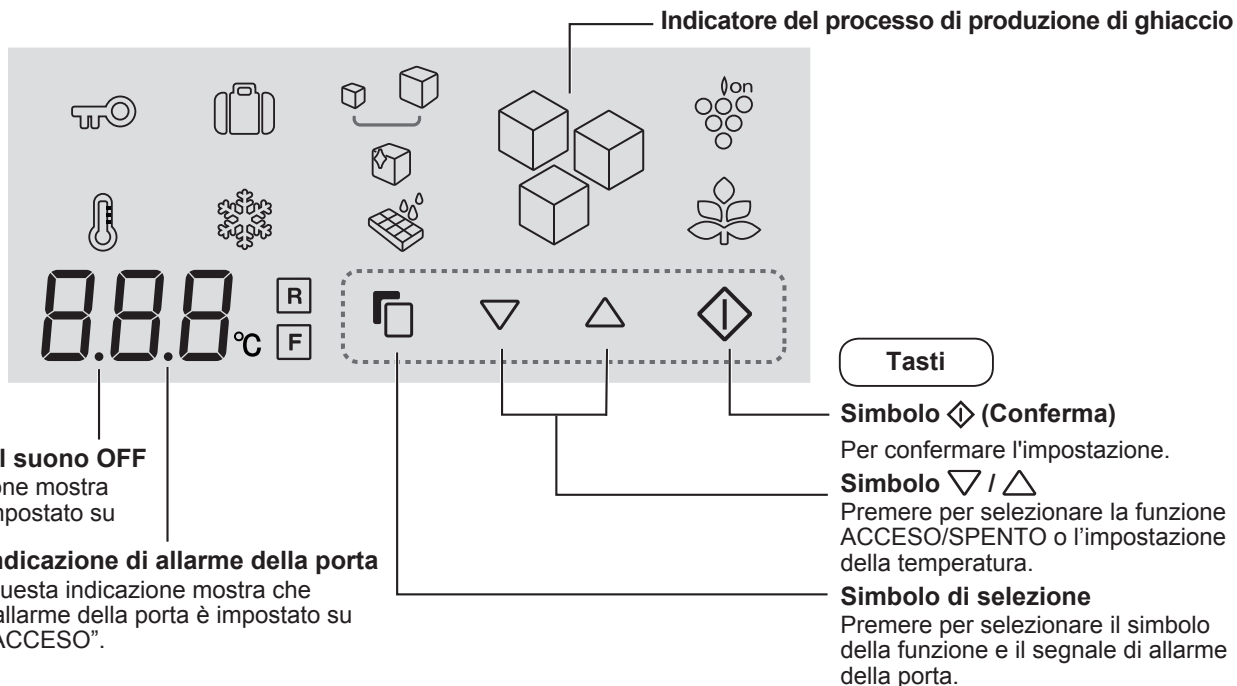 Indicatore del processo di produzione di ghiaccio
on
8.8.8 °C
R
F
Tasti
Simbolo (Conferma)
Per confermare l'impostazione.
Simbolo ▽ / △
Premere per selezionare la funzione
ACCESO/SPENTO o l'impostazione
della temperatura.
Simbolo di selezione
Premere per selezionare il simbolo
della funzione e il segnale di allarme
della porta.
l suono OFF
one mostra
mpostato su
ndicazione di allarme della porta
uesta indicazione mostra che
allarme della porta è impostato su
ACCESO”.